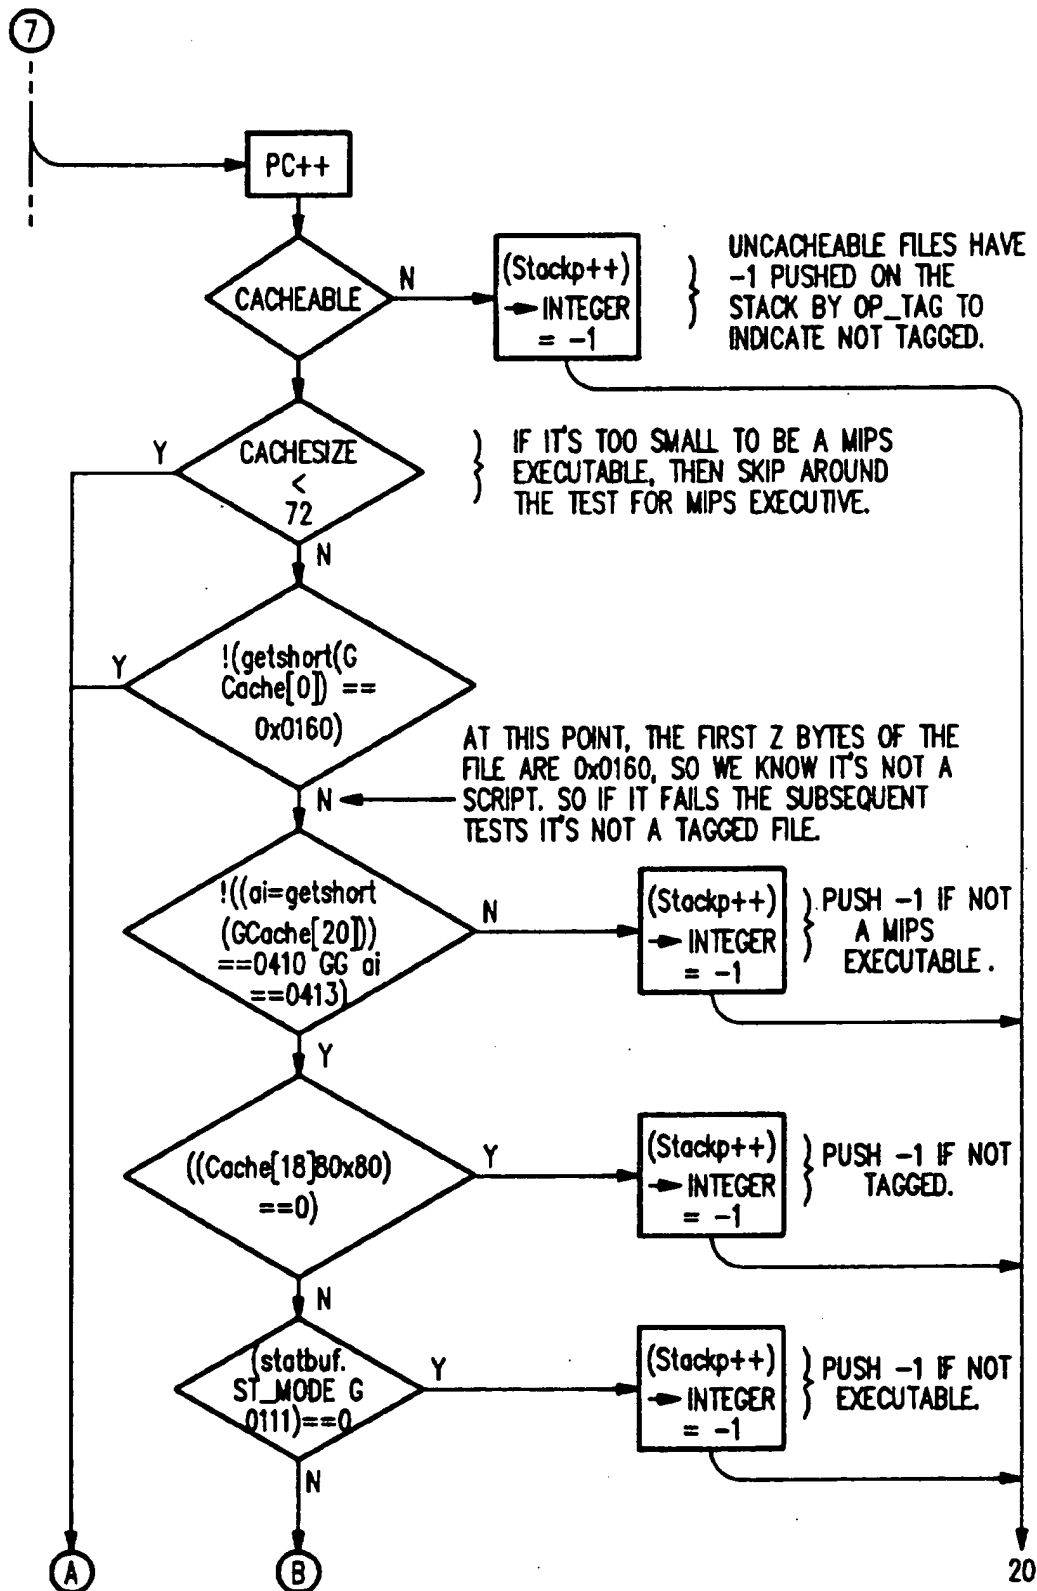 7
PC++
CACHEABLE
N
(Stackp++)
→ INTEGER
= -1
UNCACHEABLE FILES HAVE
-1 PUSHED ON THE
STACK BY OP_TAG TO
INDICATE NOT TAGGED.
Y
CACHESIZE
<
72
IF IT'S TOO SMALL TO BE A MIPS
EXECUTABLE, THEN SKIP AROUND
THE TEST FOR MIPS EXECUTIVE.
N
Y
!(getshort(G
Cache[0]) ==
0x0160)
N
AT THIS POINT, THE FIRST Z BYTES OF THE
FILE ARE 0x0160, SO WE KNOW IT'S NOT A
SCRIPT. SO IF IT FAILS THE SUBSEQUENT
TESTS IT'S NOT A TAGGED FILE.
!((ai=getshort
(GCache[20]))
==0410 GG ai
==0413)
N
(Stackp++)
→ INTEGER
= -1
PUSH -1 IF NOT
A MIPS
EXECUTABLE.
Y
((Cache[18]80x80)
==0)
Y
(Stackp++)
→ INTEGER
= -1
PUSH -1 IF NOT
TAGGED.
N
(statbuf.
ST_MODE G
0111)==0
Y
(Stackp++)
→ INTEGER
= -1
PUSH -1 IF NOT
EXECUTABLE.
N
A
B
20